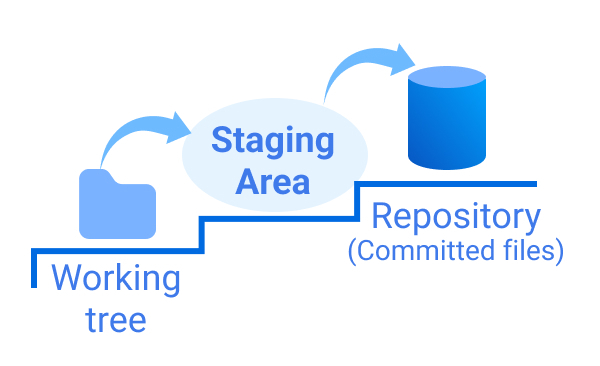 Staging
Area
Repository
(Committed files)
Working
tree